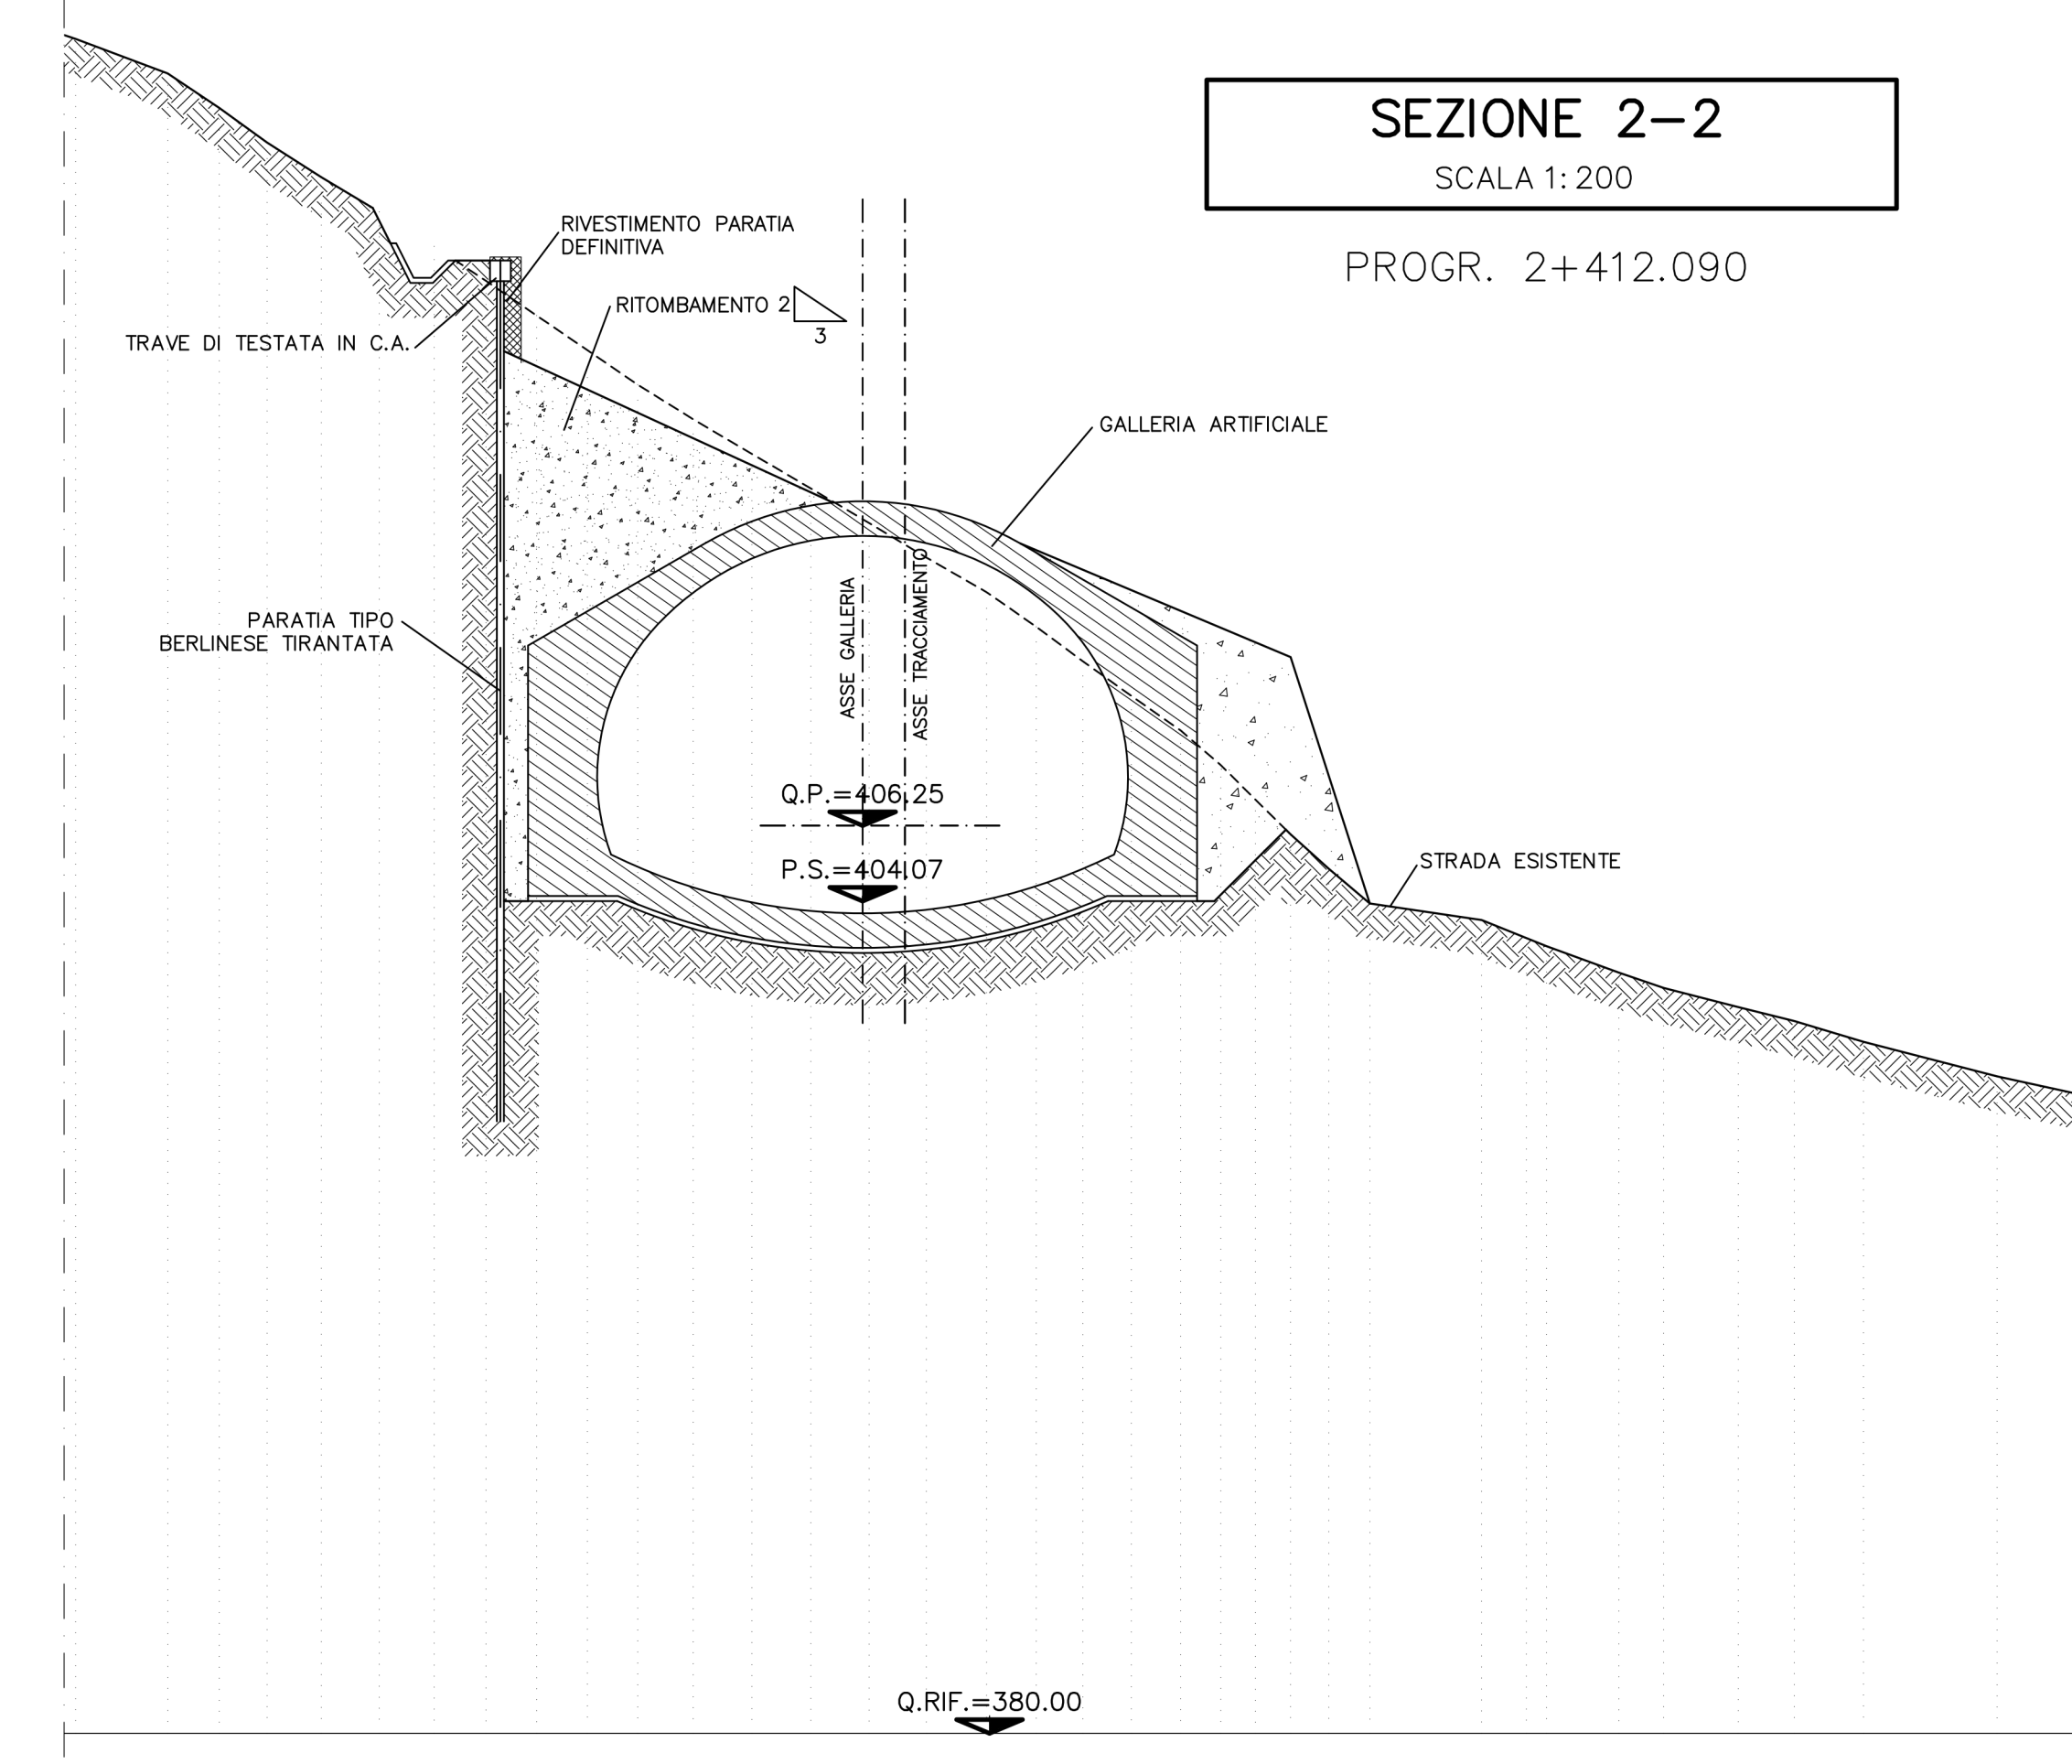 SEZIONE 2-2
SCALA 1:200
PROGR. 2+412.090
RIVESTIMENTO PARATIA
DEFINITIVA
RITOMBAMENTO 2
3
TRAVE DI TESTATA IN C.A.
GALLERIA ARTIFICIALE
PARATIA TIPO
BERLINESE TIRANTATA
ASSE GALLERIA
ASSE TRACCIAMENTO
Q.P.=406.25
P.S.=404.07
STRADA ESISTENTE
Q.RIF.=380.00